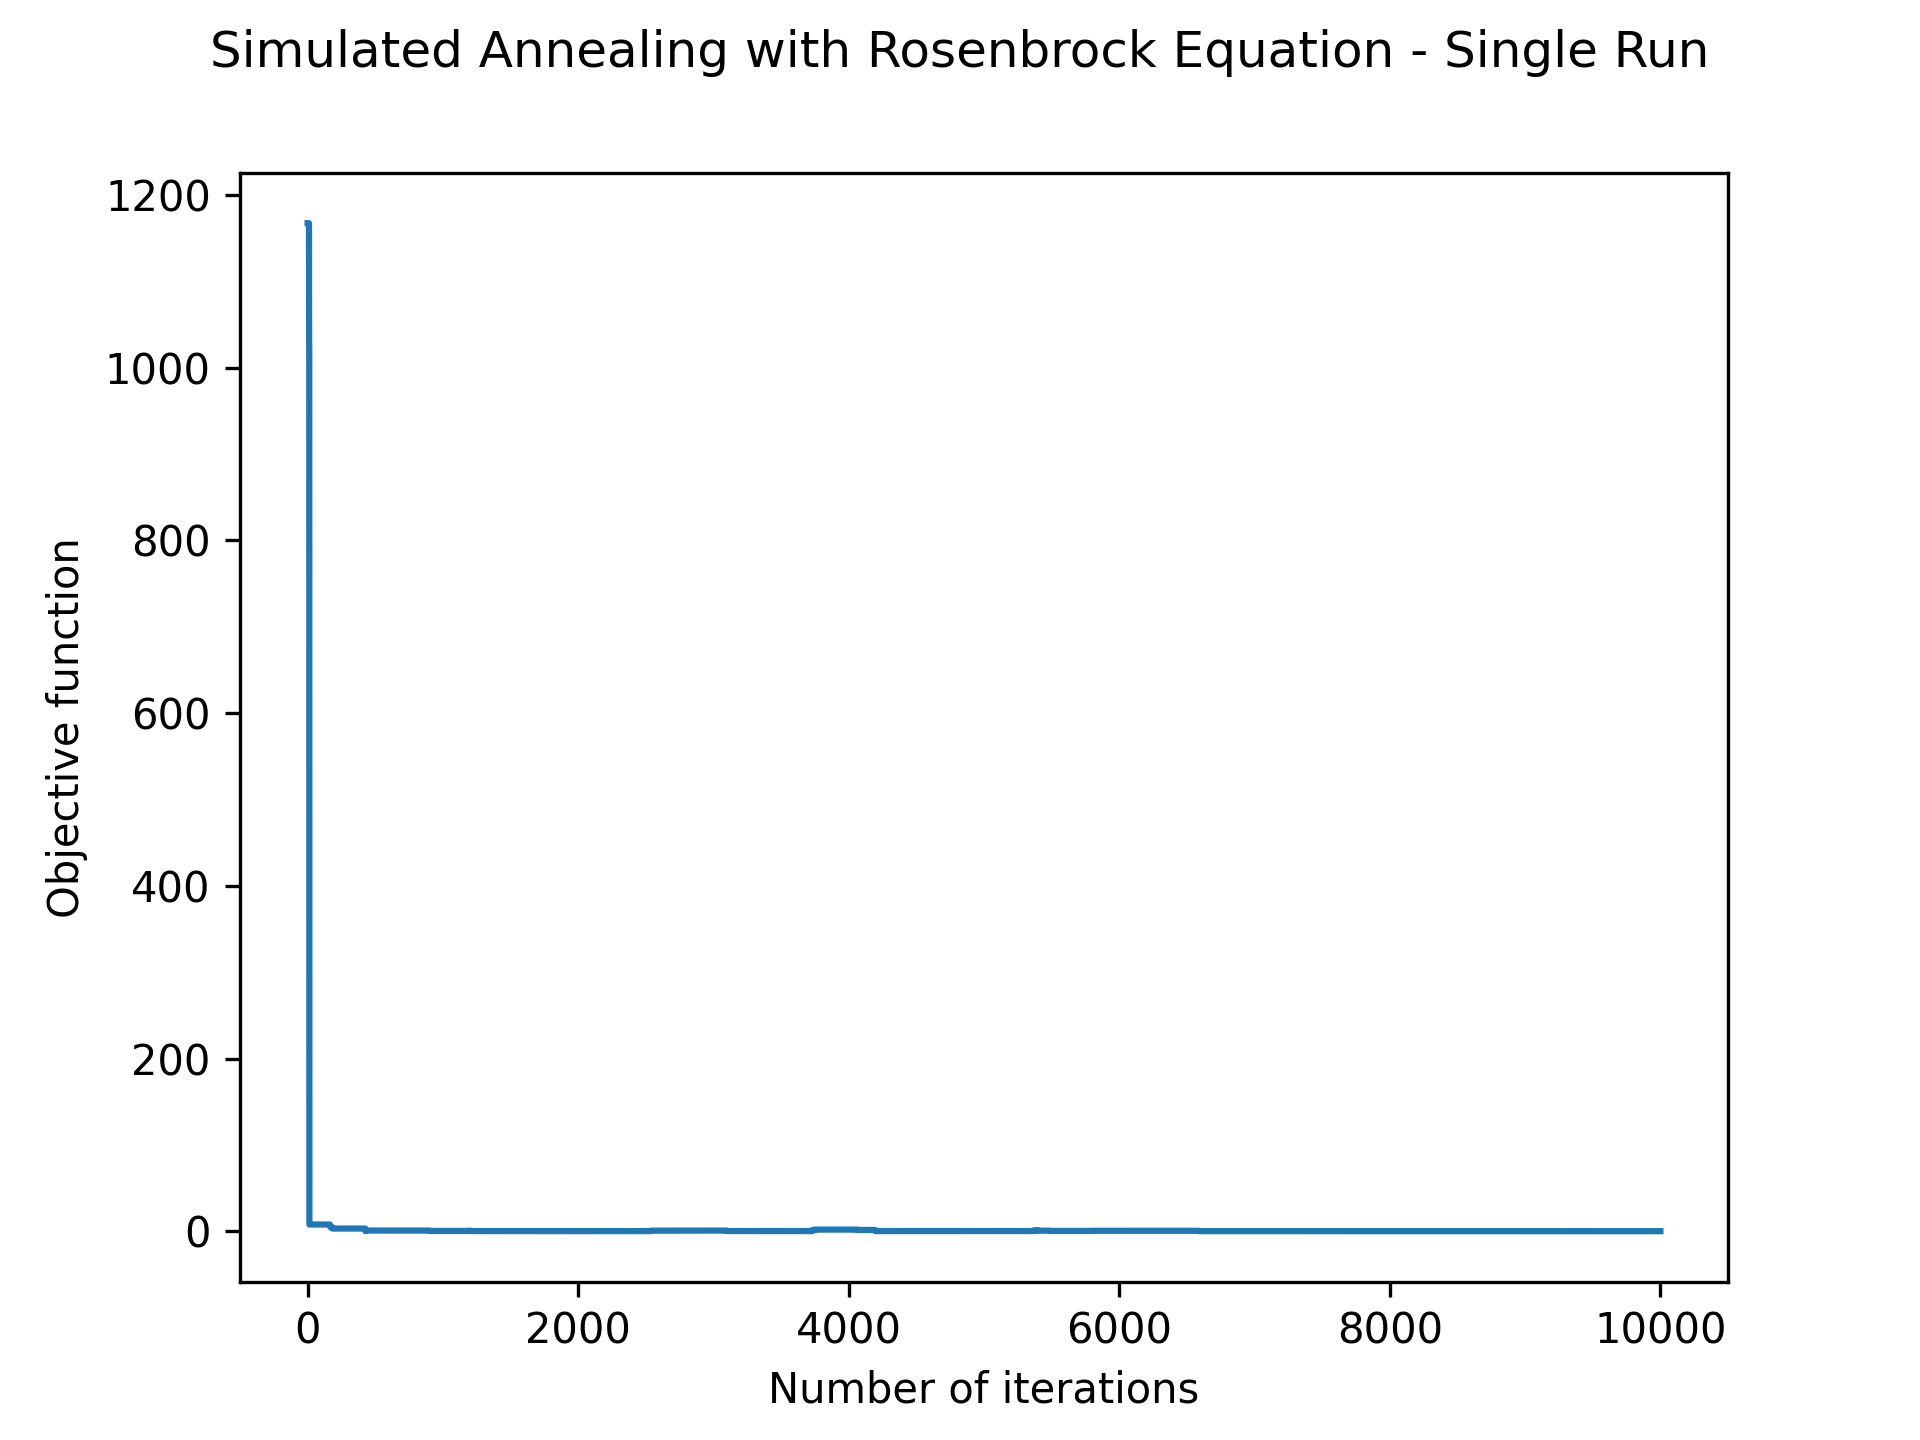 Simulated Annealing with Rosenbrock Equation - Single Run
1200
1000
800
600
400
200
0
Objective function
0 2000 4000 6000 8000 10000
Number of iterations